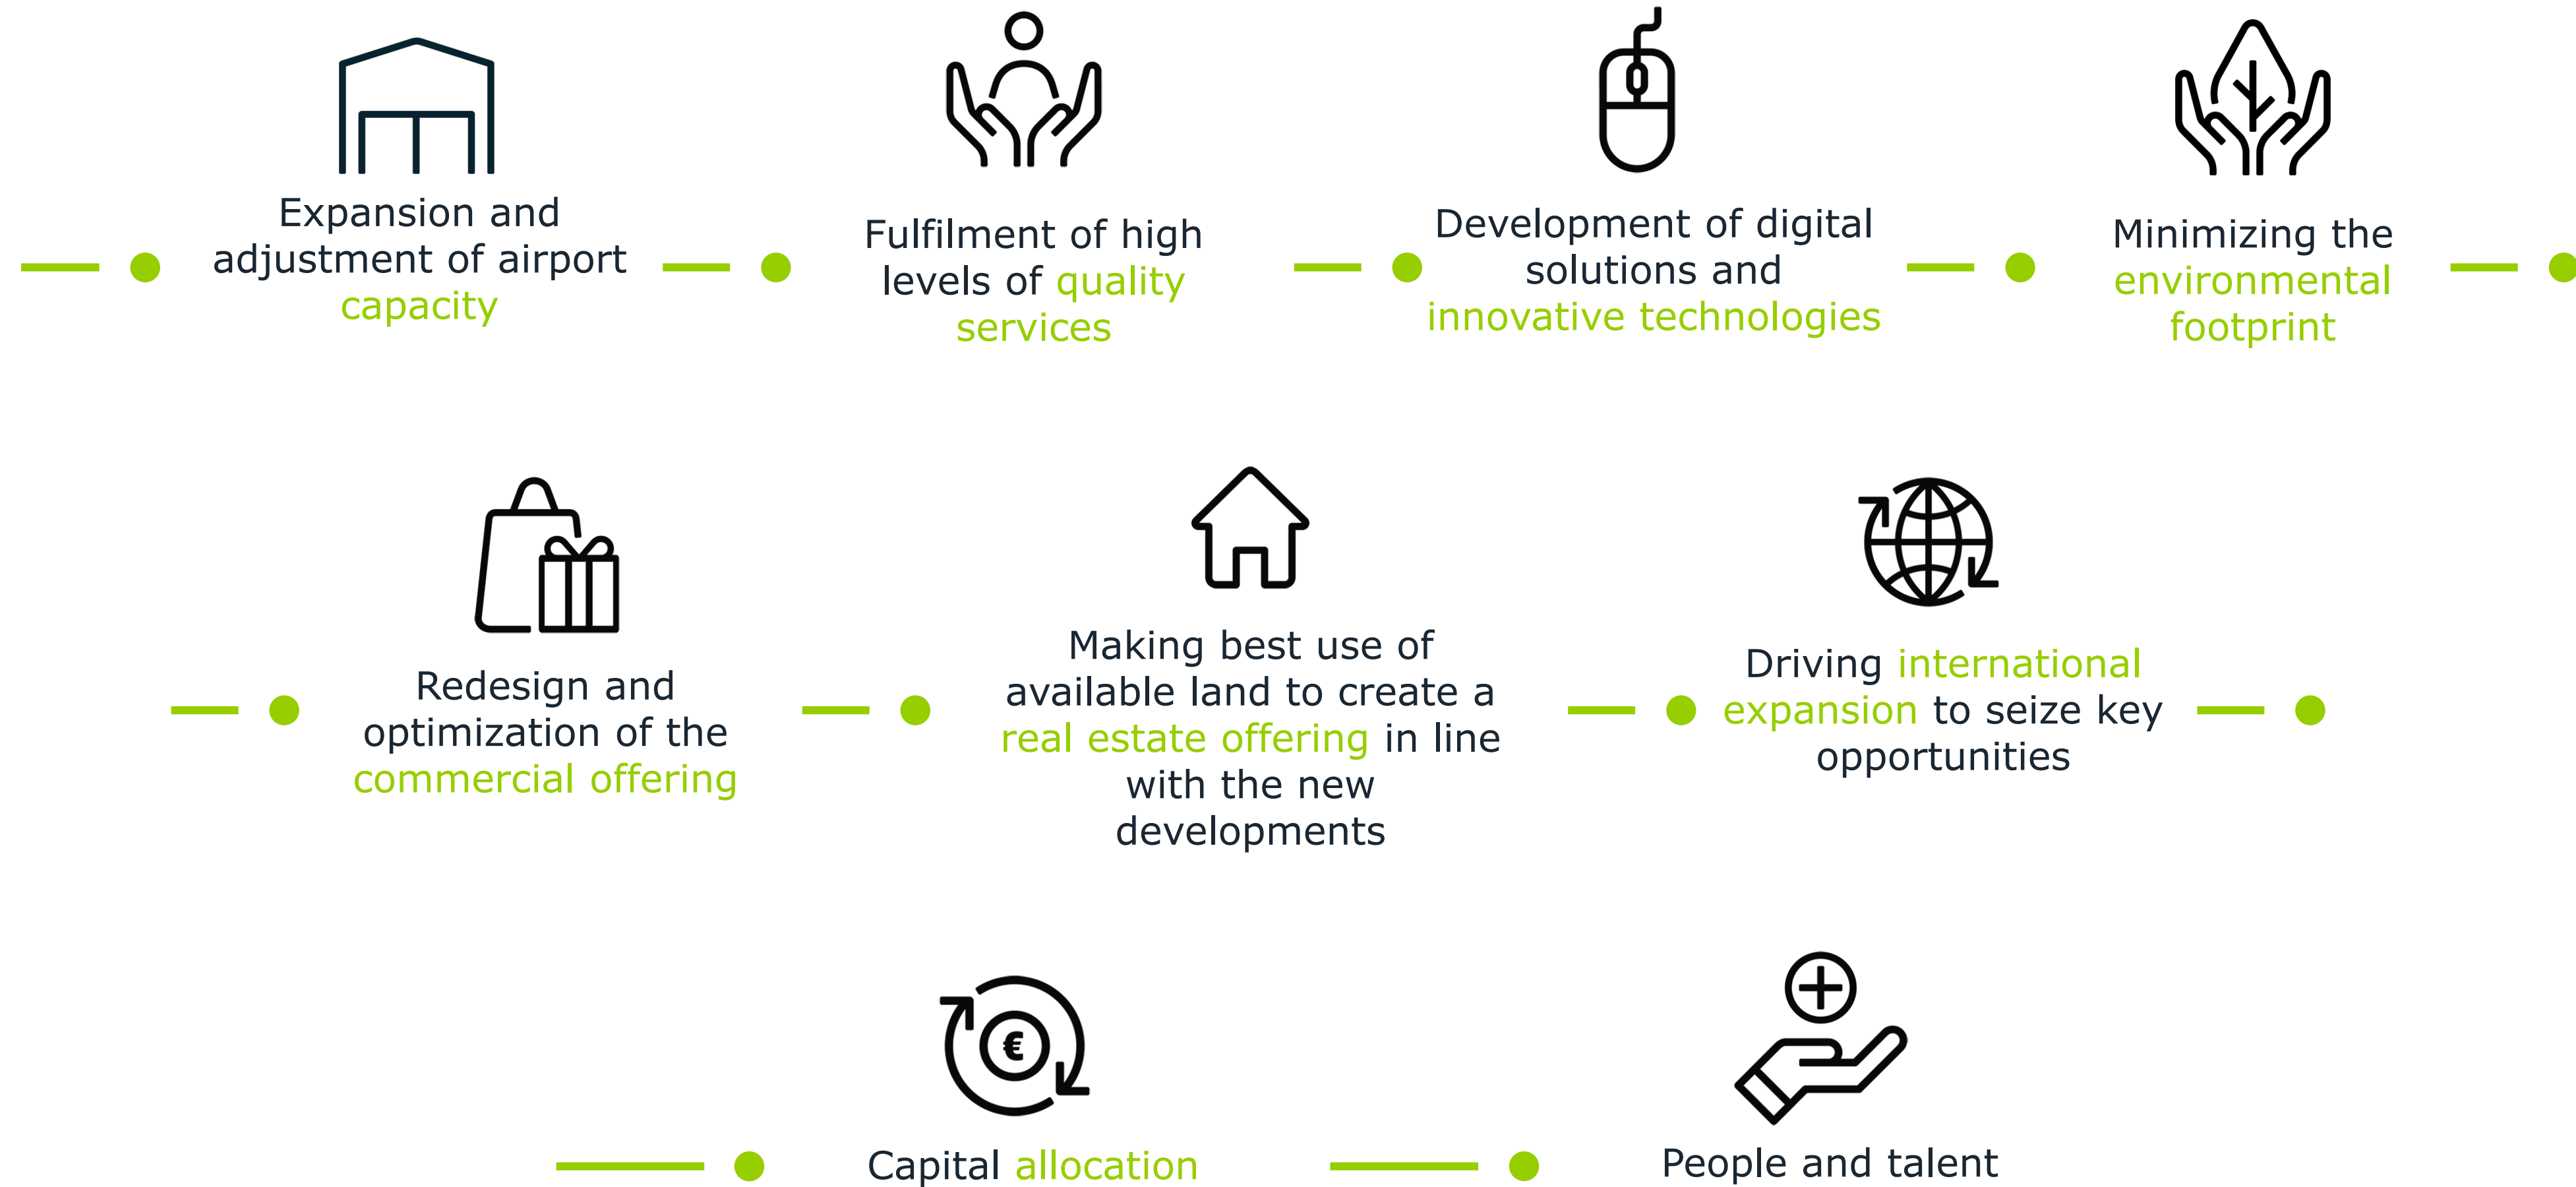 Expansion and
adjustment of airport
capacity
Fulfilment of high
levels of quality
services
Development of digital
solutions and
innovative technologies
Minimizing the
environmental
footprint
Redesign and
optimization of the
commercial offering
Making best use of
available land to create a
real estate offering in line
with the new
developments
Driving international
expansion to seize key
opportunities
€
Capital allocation
People and talent